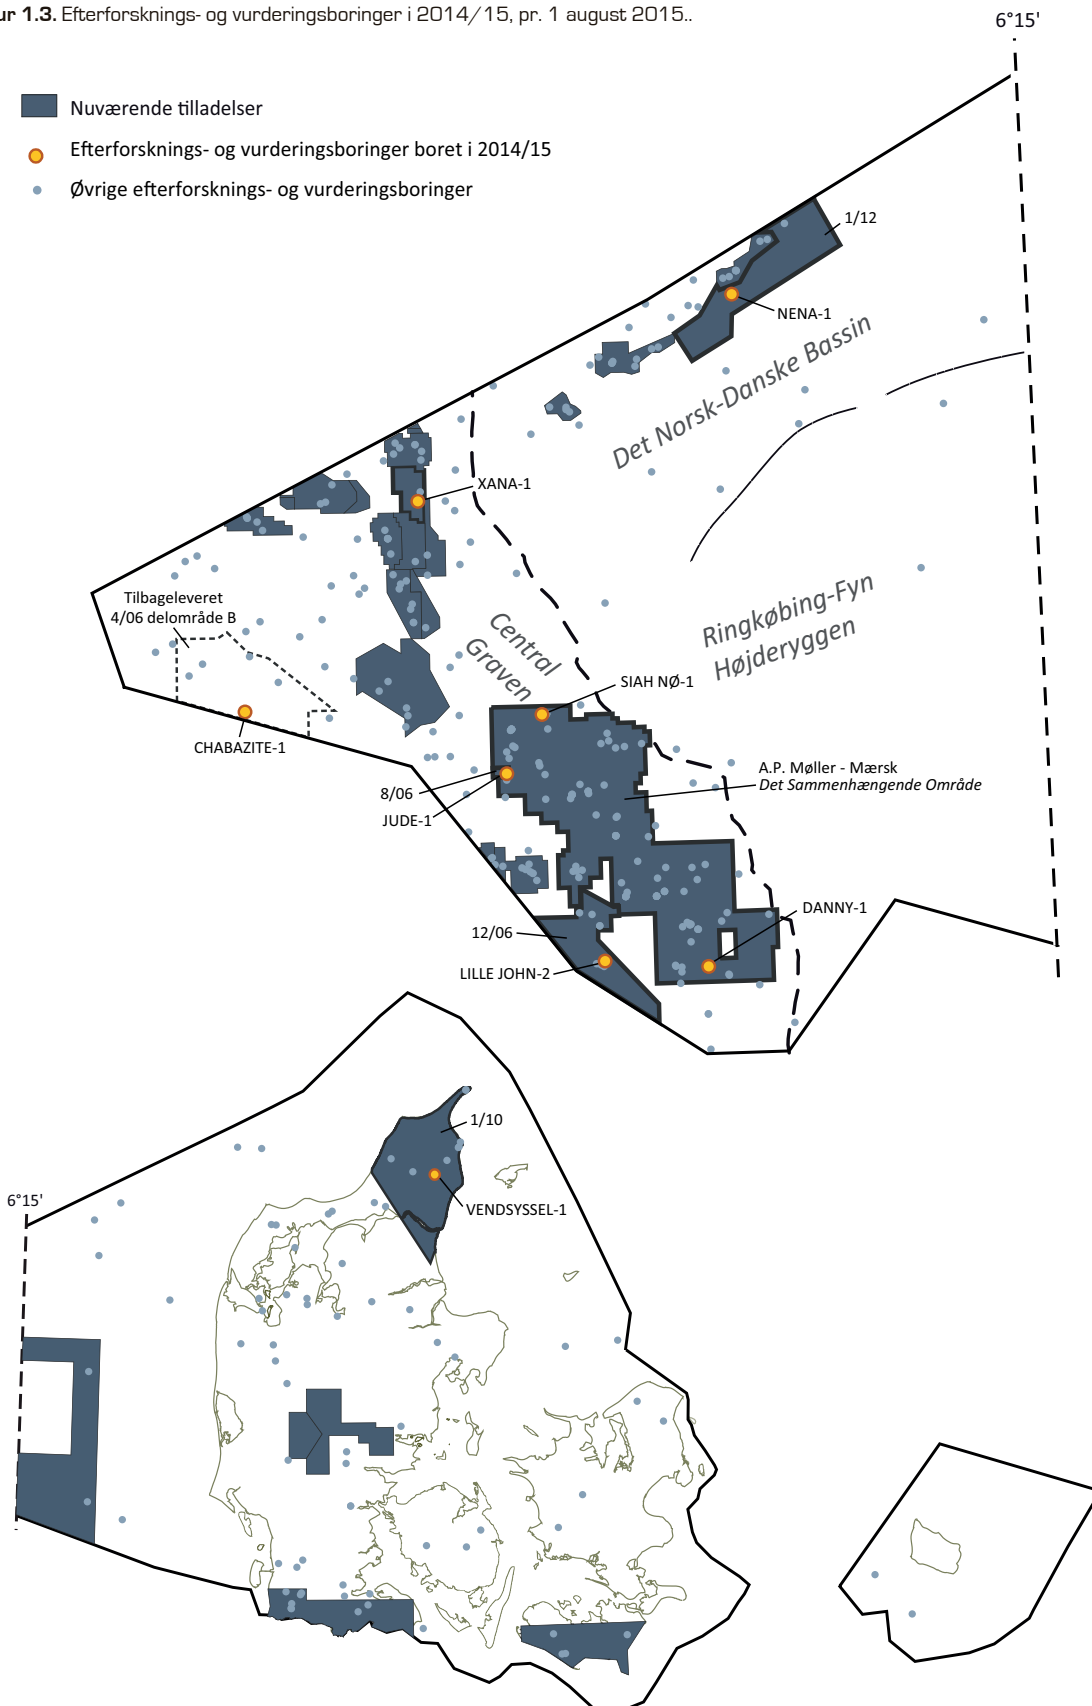 ur 1.3. Efterforsknings- og vurderingsboringer i 2014/15, pr. 1 august 2015..
6°15'
Nuværende tilladelser
Efterforsknings- og vurderingsboringer boret i 2014/15
Øvrige efterforsknings- og vurderingsboringer
1/12
NENA-1
Det Norsk-Danske Bassin
XANA-1
Tilbageleveret
4/06 delområde B
Ringkøbing-Fyn
Højderyggen
Central
Graven
SIAH NØ-1
CHABAZITE-1
A.P. Møller - Mærsk
Det Sammenhængende Område
8/06
JUDE-1
DANNY-1
12/06
LILLE JOHN-2
1/10
VENDSYSSEL-1
6°15'